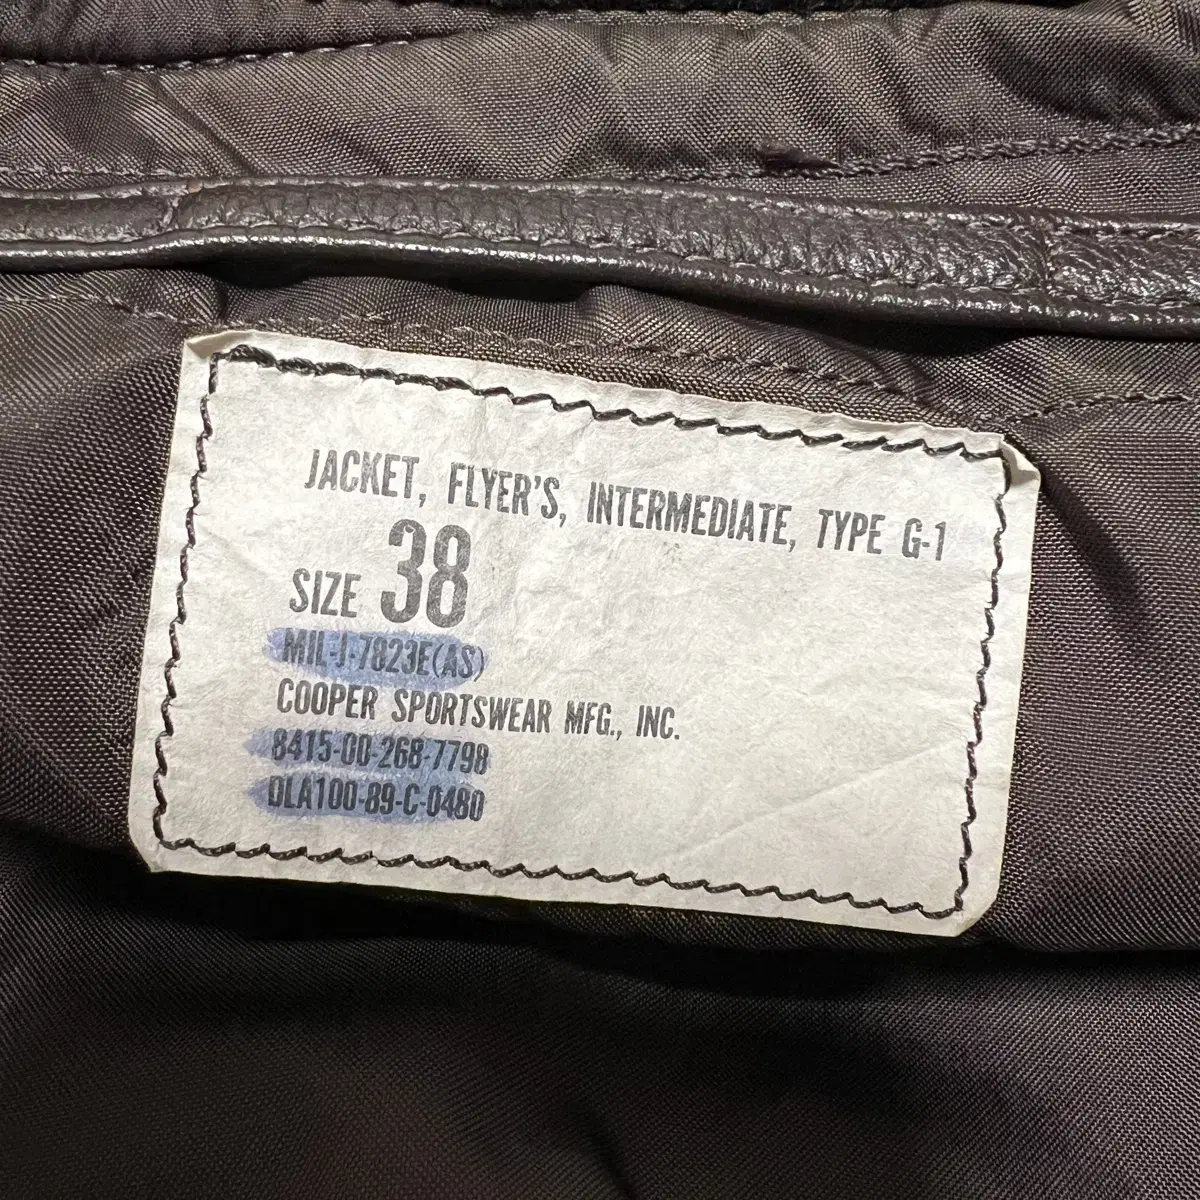 JACKET, FLYER'S, INTERMEDIATE, TYPE G-1
SIZE 38
MIL-J-7823E(AS)
COOPER SPORTSWEAR MFG., INC.
8415-00-268-7798
DLA100-89-C-0480